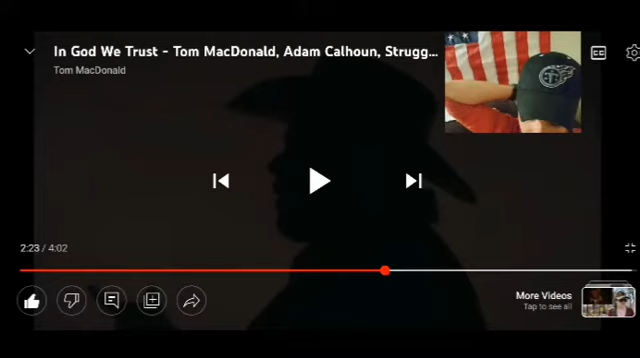 In God We Trust - Tom MacDonald, Adam Calhoun, Strugg...
Tom MacDonald
CC
2:23 / 4:02
More Videos
Tap to see all